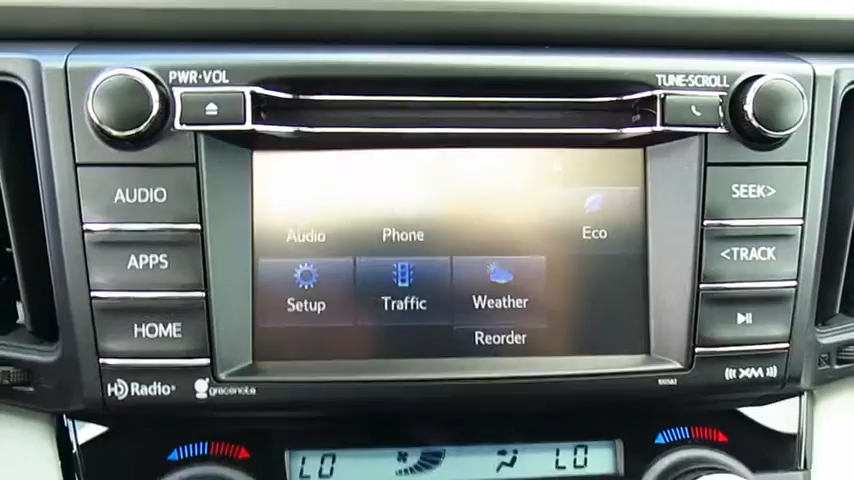 PWR·VOL
TUNE·SCROLL
AUDIO
SEEK>
Audio
Phone
Eco
APPS
<TRACK
Setup
Traffic
Weather
HOME
Reorder
HD Radio
gracenote
((XM))
LO
LO